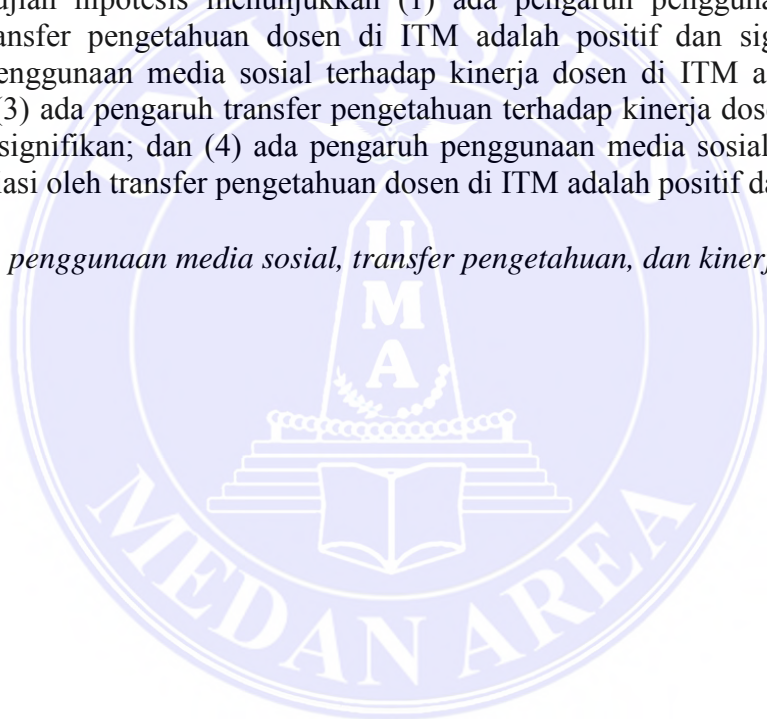 ujian hipotesis menunjukkan (1) ada pengaruh pengguna
ansfer pengetahuan dosen di ITM adalah positif dan sig
enggunaan media sosial terhadap kinerja dosen di ITM a
(3) ada pengaruh transfer pengetahuan terhadap kinerja dos
signifikan; dan (4) ada pengaruh penggunaan media sosial
iasi oleh transfer pengetahuan dosen di ITM adalah positif da
penggunaan media sosial, transfer pengetahuan, dan kinerj
UNIVERSITAS
U
M
A
MEDAN AREA